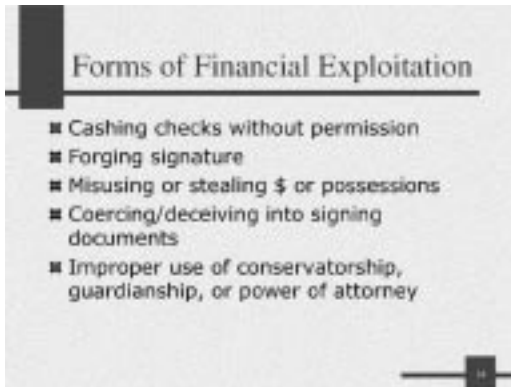 Forms of Financial Exploitation
Cashing checks without permission
Forging signature
Misusing or stealing $ or possessions
Coercing/deceiving into signing
documents
Improper use of conservatorship,
guardianship, or power of attorney